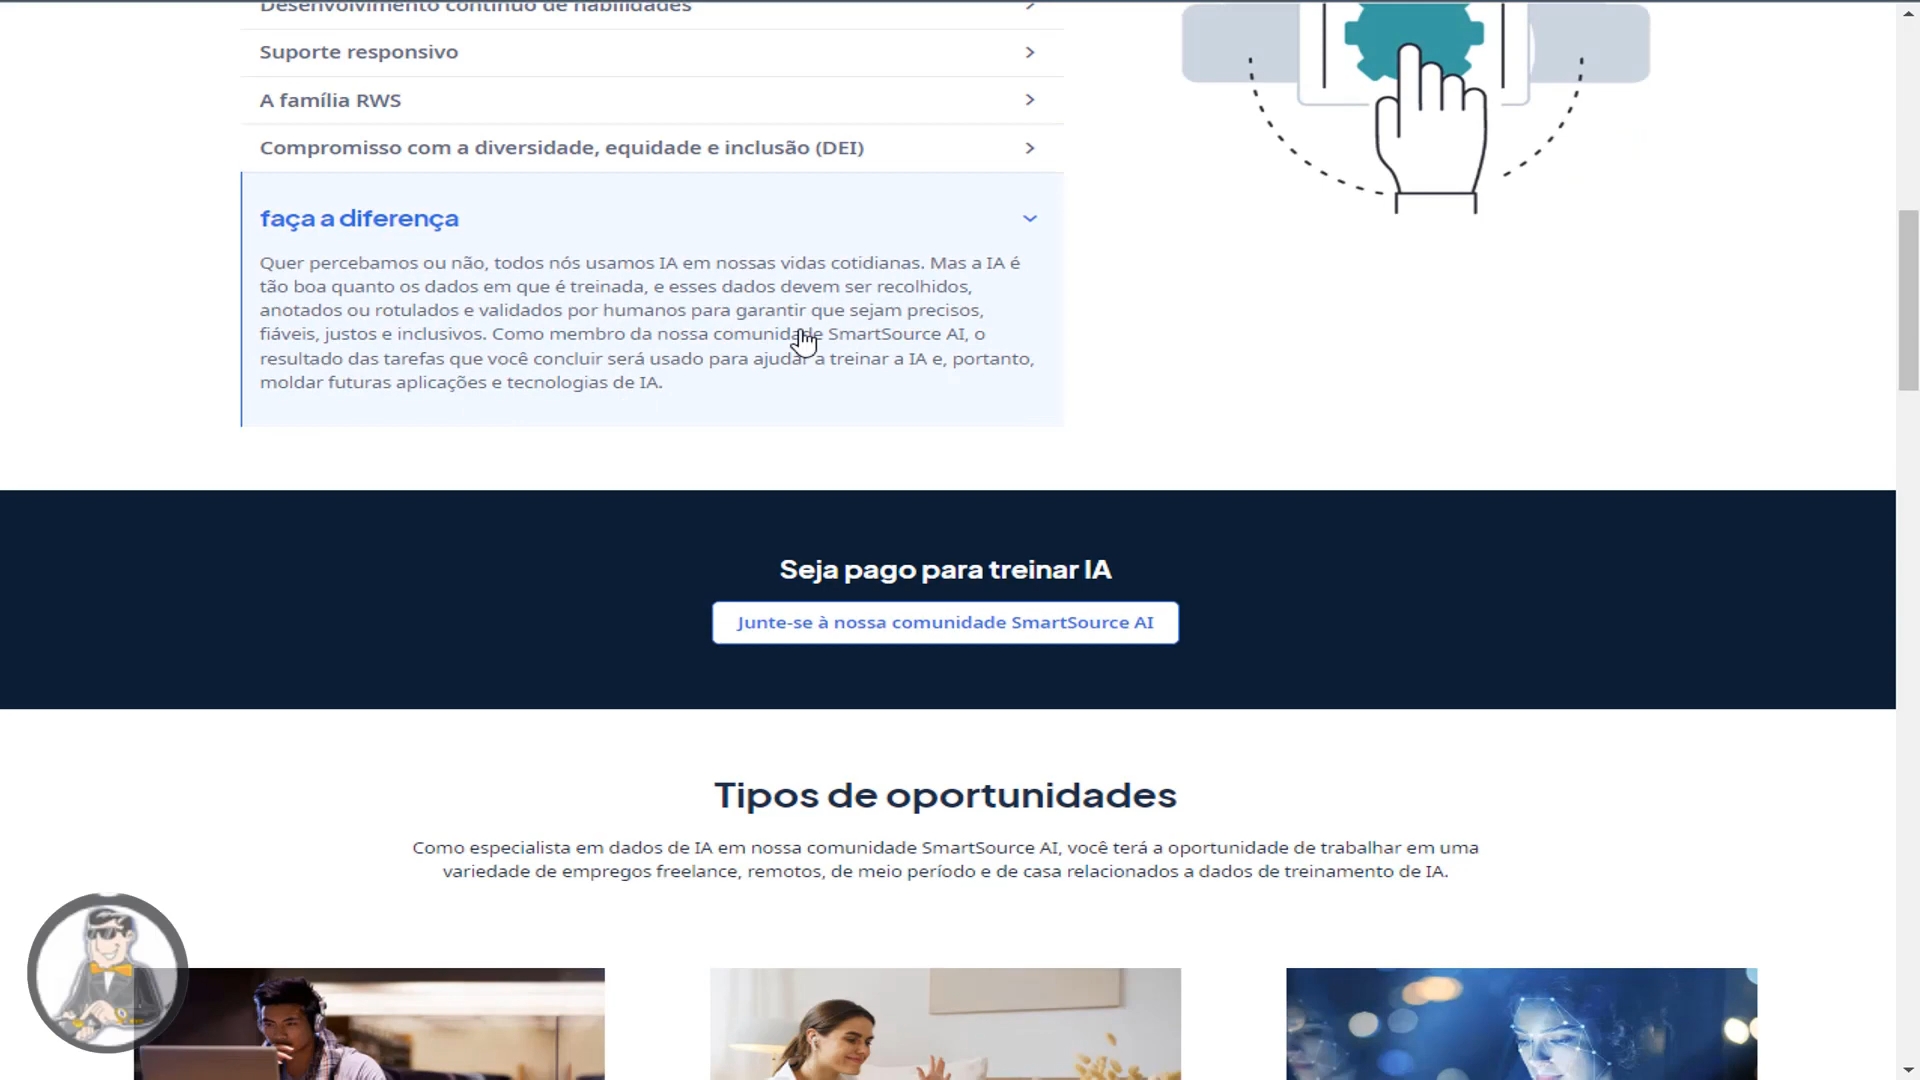 Desenvolvimento contínuo de habilidades
Suporte responsivo
A família RWS
Compromisso com a diversidade, equidade e inclusão (DEI)
faça a diferença
Quer percebamos ou não, todos nós usamos IA em nossas vidas cotidianas. Mas a IA é
tão boa quanto os dados em que é treinada, e esses dados devem ser recolhidos,
anotados ou rotulados e validados por humanos para garantir que sejam precisos,
fiáveis, justos e inclusivos. Como membro da nossa comunidade SmartSource AI, o
resultado das tarefas que você concluir será usado para ajudar a treinar a IA e, portanto,
moldar futuras aplicações e tecnologias de IA.
Seja pago para treinar IA
Junte-se à nossa comunidade SmartSource AI
Tipos de oportunidades
Como especialista em dados de IA em nossa comunidade SmartSource AI, você terá a oportunidade de trabalhar em uma
variedade de empregos freelance, remotos, de meio período e de casa relacionados a dados de treinamento de IA.